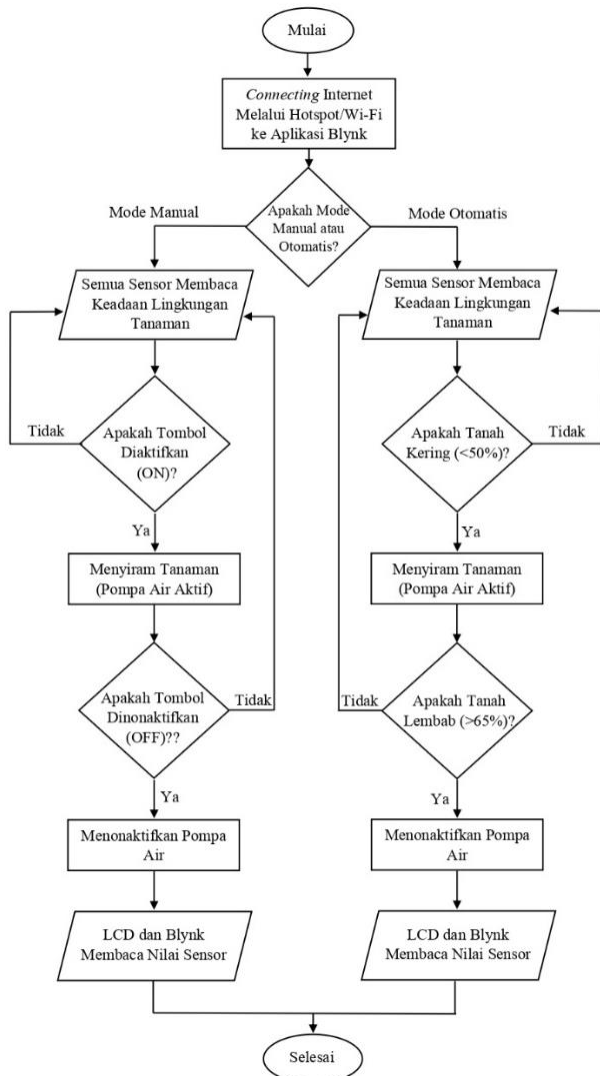 Mulai
Connecting Internet
Melalui Hotspot/Wi-Fi
ke Aplikasi Blynk
Apakah Mode
Manual atau
Otomatis?
Mode Manual
Mode Otomatis
Semua Sensor Membaca
Keadaan Lingkungan
Tanaman
Apakah Tombol
Diaktifkan
(ON)?
Tidak
Ya
Menyiram Tanaman
(Pompa Air Aktif)
Apakah Tombol
Dinonaktifkan
(OFF)??
Tidak
Ya
Menonaktifkan Pompa
Air
LCD dan Blynk
Membaca Nilai Sensor
Semua Sensor Membaca
Keadaan Lingkungan
Tanaman
Apakah Tanah
Kering (<50%)?
Tidak
Ya
Menyiram Tanaman
(Pompa Air Aktif)
Apakah Tanah
Lembab (>65%)?
Tidak
Ya
Menonaktifkan Pompa
Air
LCD dan Blynk
Membaca Nilai Sensor
Selesai